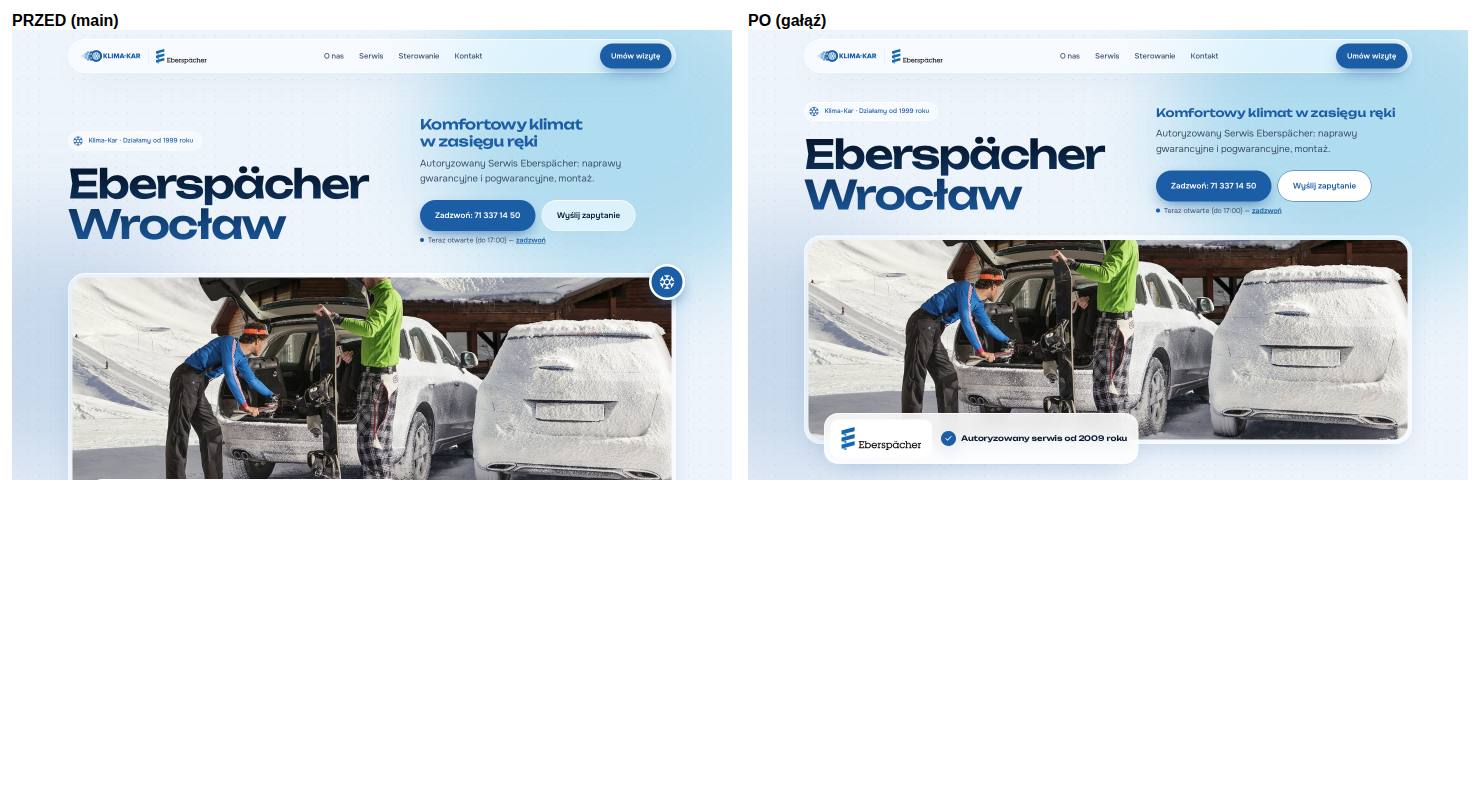 PRZED (main)
KLIMA•KAR
Eberspächer
O nas
Serwis
Sterowanie
Kontakt
Umów wizytę
Klima-Kar · Działamy od 1999 roku
Eberspächer
Wrocław
Komfortowy klimat
w zasięgu ręki
Autoryzowany Serwis Eberspächer: naprawy
gwarancyjne i pogwarancyjne, montaż.
Zadzwoń: 71 337 14 50
Wyślij zapytanie
Teraz otwarte (do 17:00) — zadzwoń
PO (gałąź)
KLIMA•KAR
Eberspächer
O nas
Serwis
Sterowanie
Kontakt
Umów wizytę
Klima-Kar · Działamy od 1999 roku
Eberspächer
Wrocław
Komfortowy klimat w zasięgu ręki
Autoryzowany Serwis Eberspächer: naprawy
gwarancyjne i pogwarancyjne, montaż.
Zadzwoń: 71 337 14 50
Wyślij zapytanie
Teraz otwarte (do 17:00) — zadzwoń
Eberspächer
Autoryzowany serwis od 2009 roku